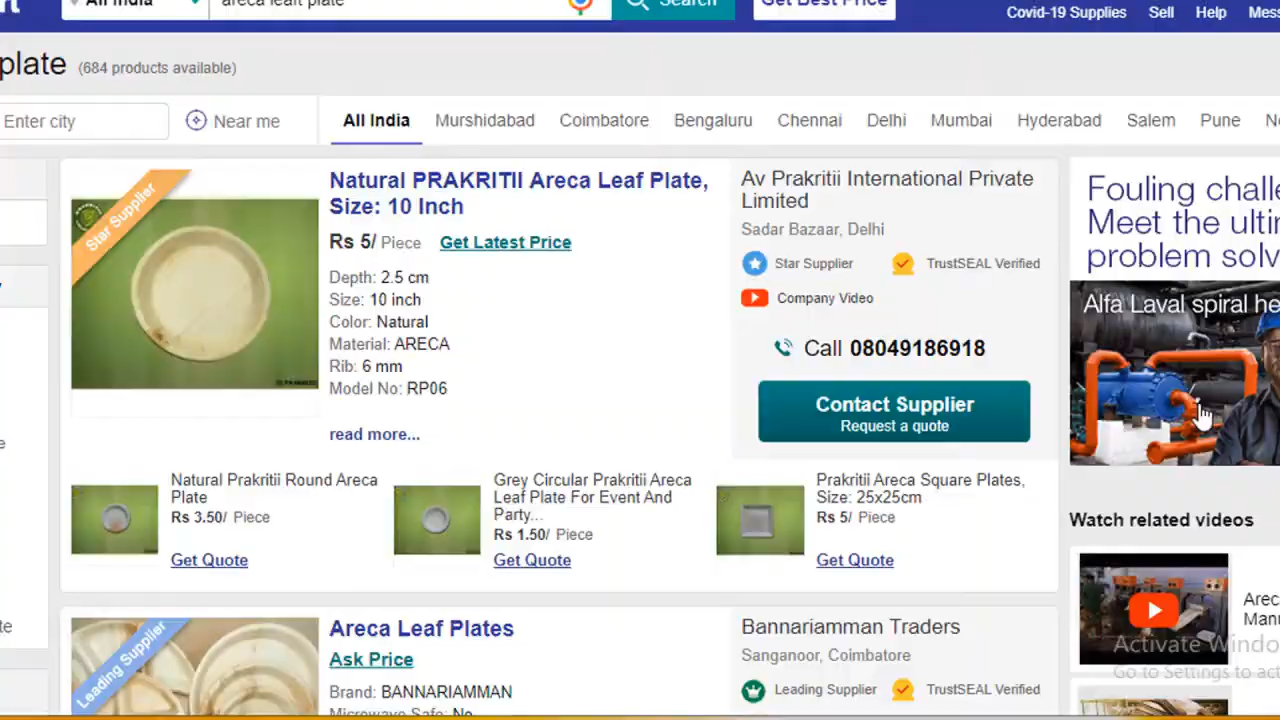 All India
areca leaft plate
Search
Get Best Price
Covid-19 Supplies
Sell
Help
plate (684 products available)
Enter city
Near me
All India
Murshidabad
Coimbatore
Bengaluru
Chennai
Delhi
Mumbai
Hyderabad
Salem
Pune
Star Supplier
Natural PRAKRITII Areca Leaf Plate,
Size: 10 Inch
Rs 5/ Piece
Get Latest Price
Depth: 2.5 cm
Size: 10 inch
Color: Natural
Material: ARECA
Rib: 6 mm
Model No: RP06
read more...
Av Prakritii International Private
Limited
Sadar Bazaar, Delhi
Star Supplier
TrustSEAL Verified
Company Video
Call 08049186918
Contact Supplier
Request a quote
Natural Prakritii Round Areca
Plate
Rs 3.50/ Piece
Get Quote
Grey Circular Prakritii Areca
Leaf Plate For Event And
Party...
Rs 1.50/ Piece
Get Quote
Prakritii Areca Square Plates,
Size: 25x25cm
Rs 5/ Piece
Get Quote
Leading Supplier
Areca Leaf Plates
Ask Price
Brand: BANNARIAMMAN
Microwave Safe: No
Bannariamman Traders
Sanganoor, Coimbatore
Leading Supplier
TrustSEAL Verified
Fouling challe
Meet the ulti
problem solv
Alfa Laval spiral he
Watch related videos
Arec
Manu
Activate Windo
Go to Settings to act